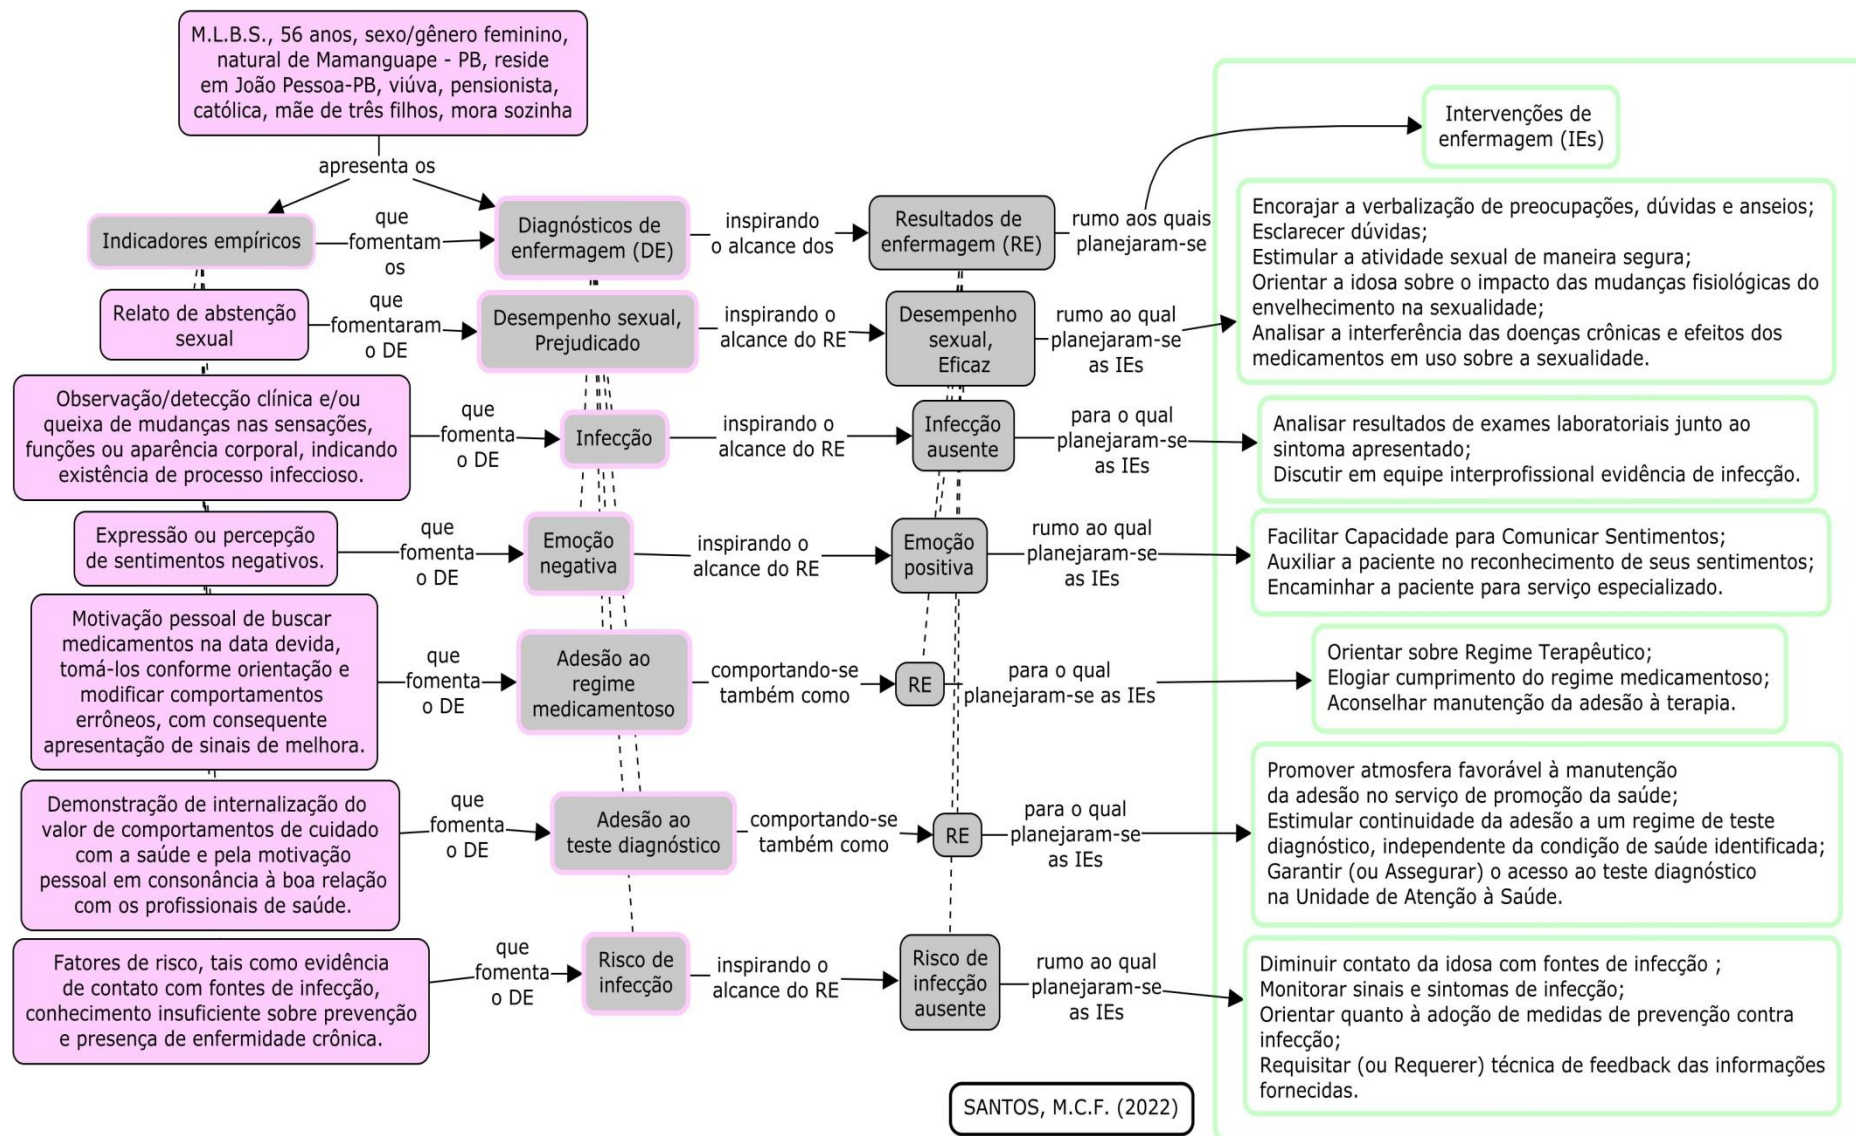 M.L.B.S., 56 anos, sexo/gênero feminino,
natural de Mamanguape - PB, reside
em João Pessoa-PB, viúva, pensionista,
católica, mãe de três filhos, mora sozinha
apresenta os
Indicadores empíricos
que
fomentam
os
Diagnósticos de
enfermagem (DE)
inspirando
o alcance dos
Resultados de
enfermagem (RE)
rumo aos quais
planejaram-se
Intervenções de
enfermagem (IEs)
Relato de abstenção
sexual
que
fomentaram
o DE
Desempenho sexual,
Prejudicado
inspirando o
alcance do RE
Desempenho
sexual,
Eficaz
rumo ao qual
planejaram-se
as IEs
Encorajar a verbalização de preocupações, dúvidas e anseios;
Esclarecer dúvidas;
Estimular a atividade sexual de maneira segura;
Orientar a idosa sobre o impacto das mudanças fisiológicas do
envelhecimento na sexualidade;
Analisar a interferência das doenças crônicas e efeitos dos
medicamentos em uso sobre a sexualidade.
Observação/detecção clínica e/ou
queixa de mudanças nas sensações,
funções ou aparência corporal, indicando
existência de processo infeccioso.
que
fomenta
o DE
Infecção
inspirando o
alcance do RE
Infecção
ausente
para o qual
planejaram-se
as IEs
Analisar resultados de exames laboratoriais junto ao
sintoma apresentado;
Discutir em equipe interprofissional evidência de infecção.
Expressão ou percepção
de sentimentos negativos.
que
fomenta
o DE
Emoção
negativa
inspirando o
alcance do RE
Emoção
positiva
rumo ao qual
planejaram-se
as IEs
Facilitar Capacidade para Comunicar Sentimentos;
Auxiliar a paciente no reconhecimento de seus sentimentos;
Encaminhar a paciente para serviço especializado.
Motivação pessoal de buscar
medicamentos na data devida,
tomá-los conforme orientação e
modificar comportamentos
errôneos, com consequente
apresentação de sinais de melhora.
que
fomenta
o DE
Adesão ao
regime
medicamentoso
comportando-se
também como
RE
para o qual
planejaram-se as IEs
Orientar sobre Regime Terapêutico;
Elogiar cumprimento do regime medicamentoso;
Aconselhar manutenção da adesão à terapia.
Demonstração de internalização do
valor de comportamentos de cuidado
com a saúde e pela motivação
pessoal em consonância à boa relação
com os profissionais de saúde.
que
fomenta
o DE
Adesão ao
teste diagnóstico
comportando-se
também como
RE
para o qual
planejaram-se
as IEs
Promover atmosfera favorável à manutenção
da adesão no serviço de promoção da saúde;
Estimular continuidade da adesão a um regime de teste
diagnóstico, independente da condição de saúde identificada;
Garantir (ou Assegurar) o acesso ao teste diagnóstico
na Unidade de Atenção à Saúde.
Fatores de risco, tais como evidência
de contato com fontes de infecção,
conhecimento insuficiente sobre prevenção
e presença de enfermidade crônica.
que
fomenta
o DE
Risco de
infecção
inspirando o
alcance do RE
Risco de
infecção
ausente
rumo ao qual
planejaram-se
as IEs
Diminuir contato da idosa com fontes de infecção ;
Monitorar sinais e sintomas de infecção;
Orientar quanto à adoção de medidas de prevenção contra
infecção;
Requisitar (ou Requerer) técnica de feedback das informações
fornecidas.
SANTOS, M.C.F. (2022)